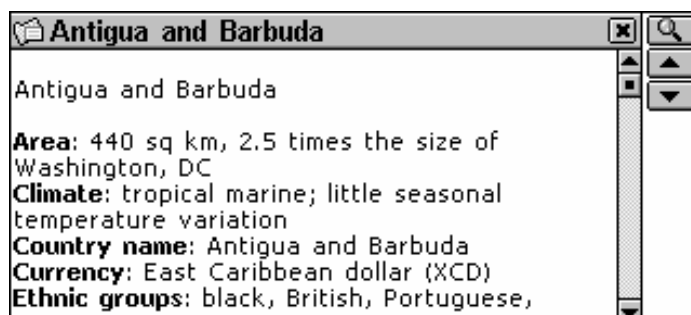 Antigua and Barbuda
Antigua and Barbuda
Area: 440 sq km, 2.5 times the size of
Washington, DC
Climate: tropical marine; little seasonal
temperature variation
Country name: Antigua and Barbuda
Currency: East Caribbean dollar (XCD)
Ethnic groups: black, British, Portuguese,